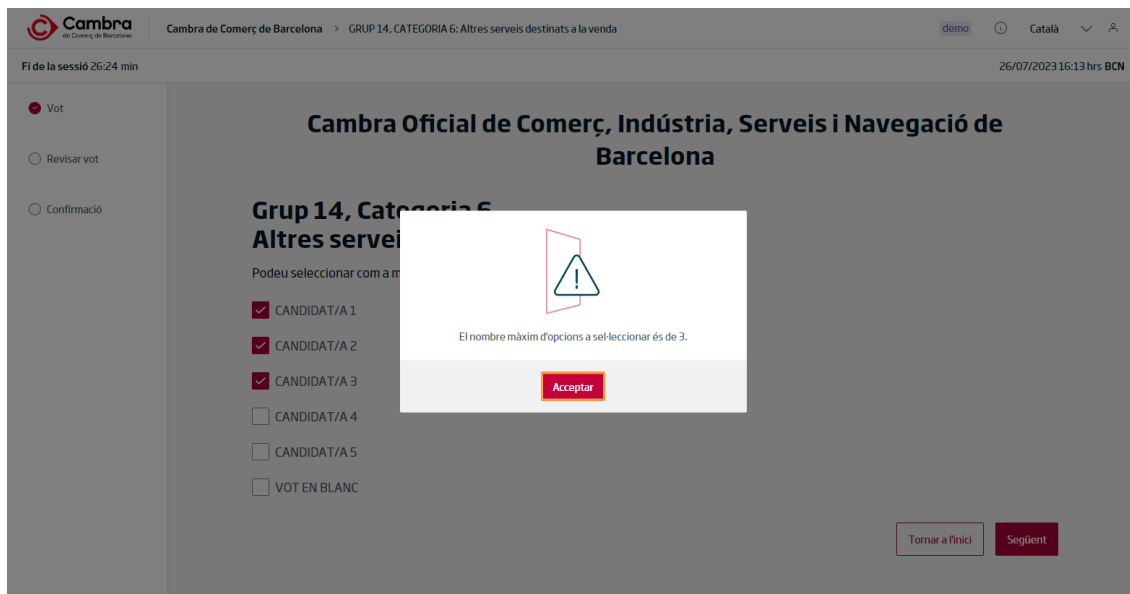 Cambra
de Comerç de Barcelona
Cambra de Comerç de Barcelona > GRUP 14, CATEGORIA 6: Altres serveis destinats a la venda
demo
Català
Fí de la sessió 26:24 min
26/07/2023 16:13 hrs BCN
Vot
Revisar vot
Confirmació
Cambra Oficial de Comerç, Indústria, Serveis i Navegació de
Barcelona
Grup 14, Categoria 6
Altres servei
Podeu seleccionar com a m
CANDIDAT/A 1
CANDIDAT/A 2
CANDIDAT/A 3
CANDIDAT/A 4
CANDIDAT/A 5
VOT EN BLANC
El nombre màxim d'opcions a sel·leccionar és de 3.
Acceptar
Tornar a l'inici
Següent